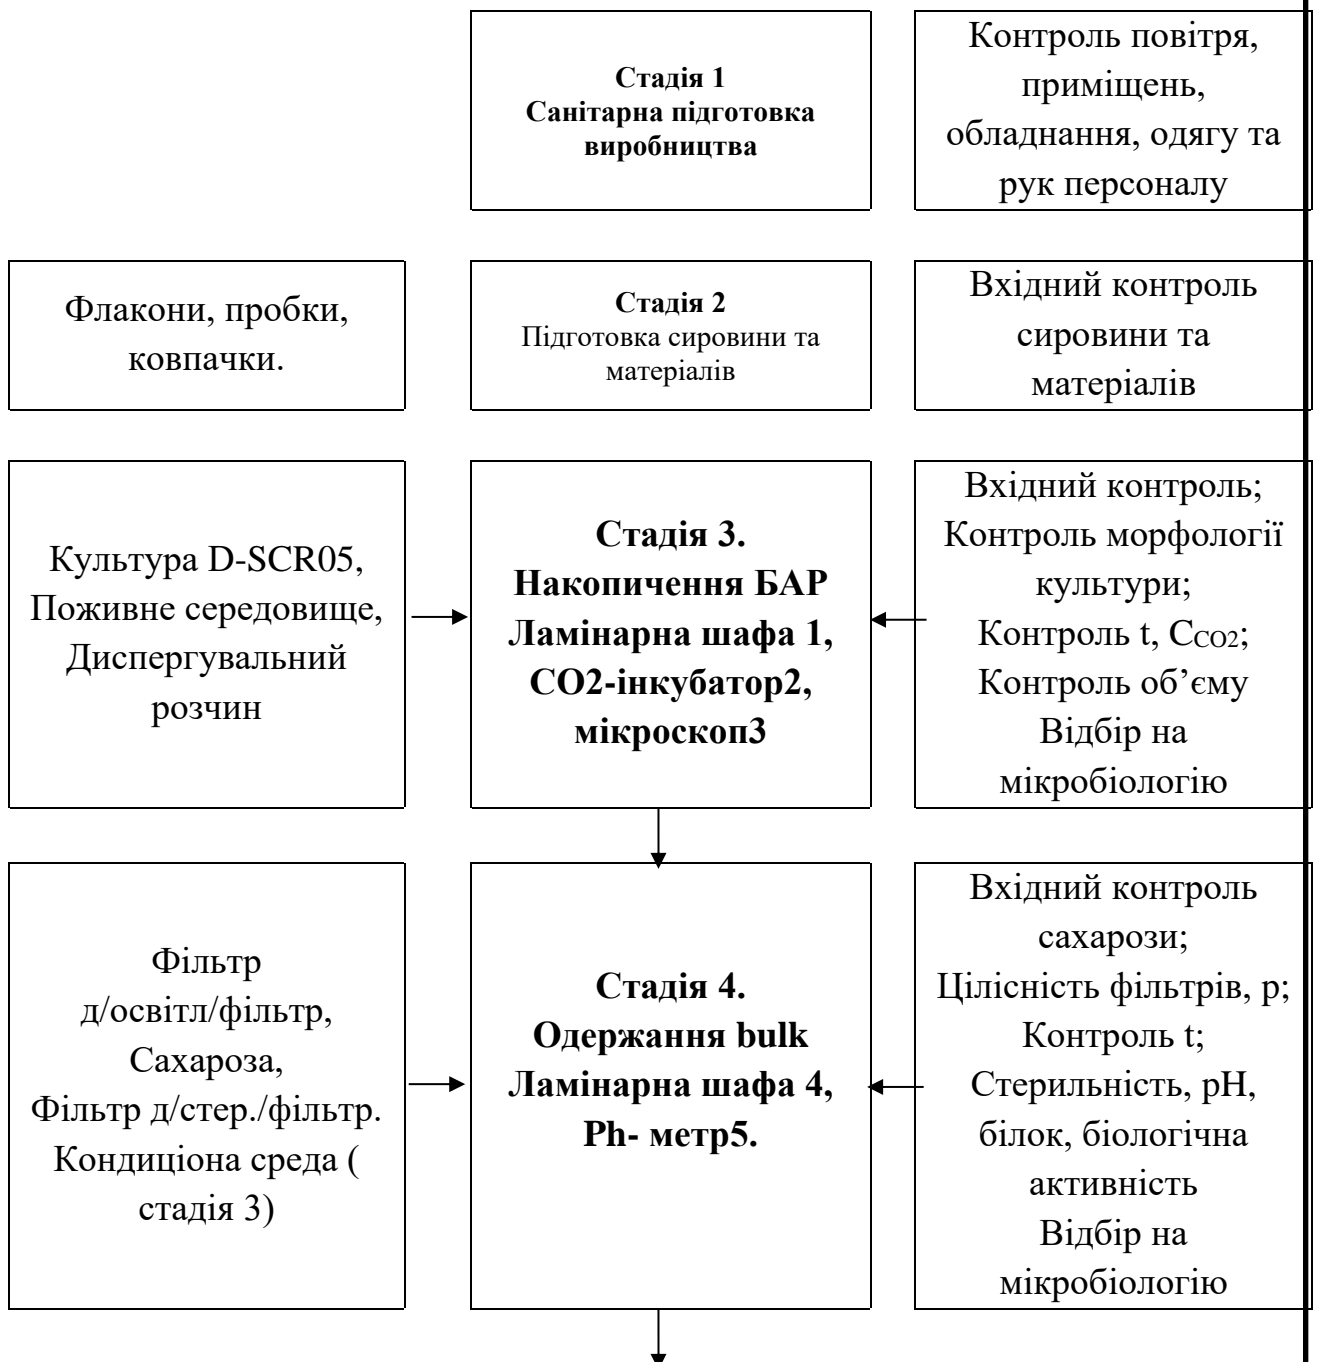 Стадія 1
Санітарна підготовка
виробництва
Контроль повітря,
приміщень,
обладнання, одягу та
рук персоналу
Флакони, пробки,
ковпачки.
Стадія 2
Підготовка сировини та
матеріалів
Вхідний контроль
сировини та
матеріалів
Культура D-SCR05,
Поживне середовище,
Диспергувальний
розчин
Стадія 3.
Накопичення БАР
Ламінарна шафа 1,
СО2-інкубатор2,
мікроскоп3
Вхідний контроль;
Контроль морфології
культури;
Контроль t, CCO2;
Контроль об’єму
Відбір на
мікробіологію
Фільтр
д/освітл/фільтр,
Сахароза,
Фільтр д/стер./фільтр.
Кондиціона среда (
стадія 3)
Стадія 4.
Одержання bulk
Ламінарна шафа 4,
Ph- метр5.
Вхідний контроль
сахарози;
Цілісність фільтрів, р;
Контроль t;
Стерильність, рН,
білок, біологічна
активність
Відбір на
мікробіологію